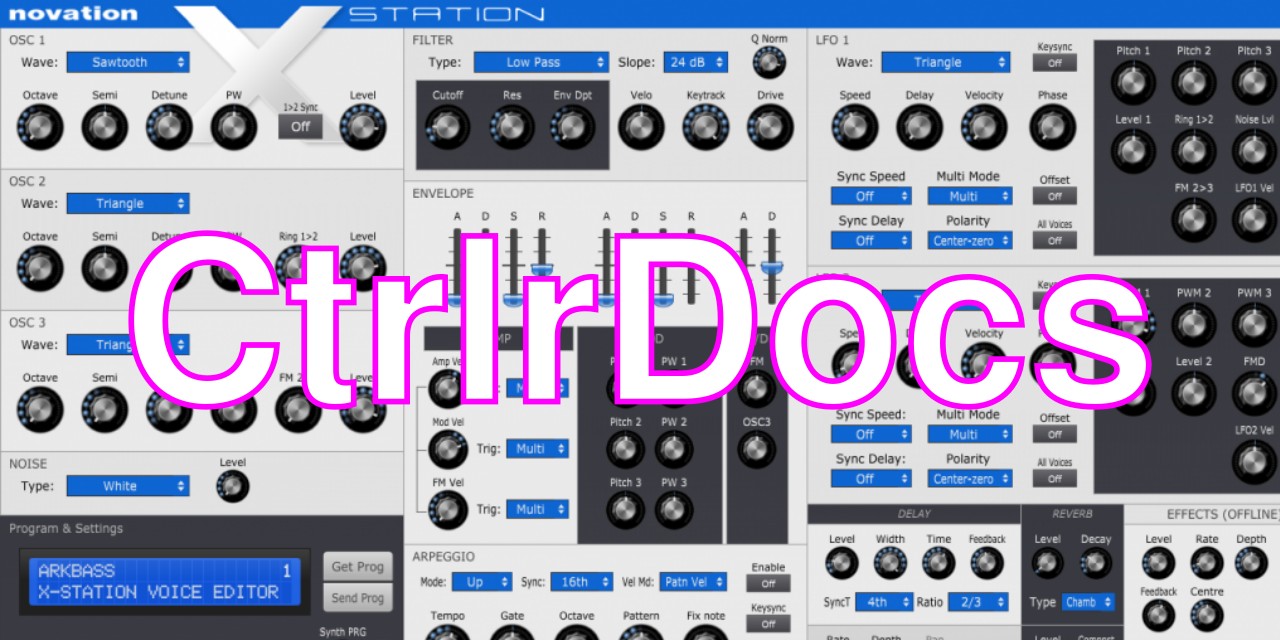 novation
STATION
OSC 1
Wave: Sawtooth
Octave Semi Detune PW 1>2 Sync Off Level
OSC 2
Wave: Triangle
Octave Semi Ring 1>2 Level
OSC 3
Wave:
Octave Semi
NOISE
Type: White
Level
Program & Settings
ARKBASS 1
X-STATION VOICE EDITOR
Get Prog
Send Prog
Synth PRG
FILTER
Type: Low Pass Slope: 24 dB Q Norm
Cutoff Res Env Dpt Velo Keytrack Drive
ENVELOPE
A D S R A D S R A D
CtrlrDocs
PW 1 FM
Mod Vel Trig: Multi Pitch 2 PW 2 OSC3
FM Vel Trig: Multi Pitch 3 PW 3
ARPEGGIO
Mode: Up Sync: 16th Vel Md: Patn Vel Enable Off
Keysync Off
Tempo Gate Octave Pattern Fix note
LFO 1
Wave: Triangle Keysync Off
Speed Delay Velocity Phase
Sync Speed Multi Mode Offset
Off Multi Off
Sync Delay Polarity All Voices
Off Center-zero Off
Pitch 1 Pitch 2 Pitch 3
Level 1 Ring 1>2 Noise Lvl
FM 2>3 LFO1 Vel
Velocity
Sync Speed: Multi Mode Offset
Off Multi Off
Sync Delay: Polarity All Voices
Off Center-zero Off
PWM 2 PWM 3
Level 2 FMD
LFO2 Vel
DELAY
Level Width Time Feedback
SyncT 4th Ratio 2/3
REVERB
Level Decay
Type Chamb
EFFECTS (OFFLINE)
Level Rate Depth
Feedback Centre